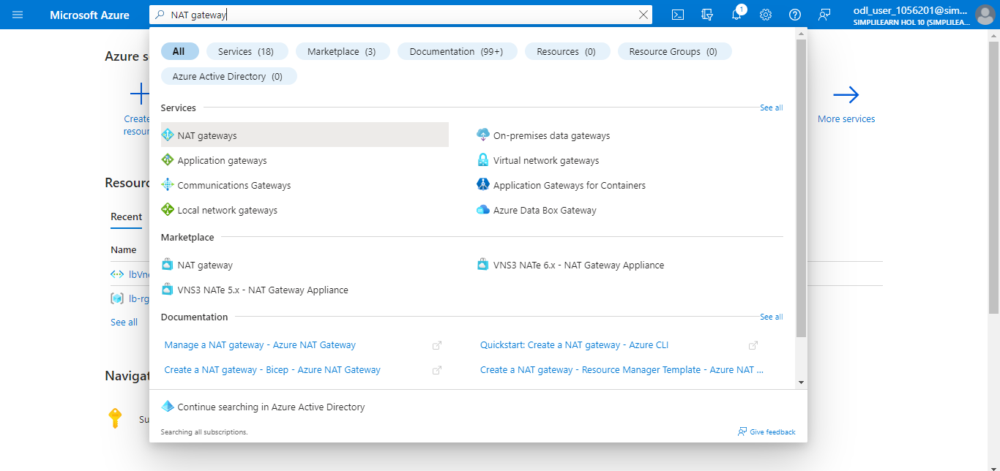 Microsoft Azure
NAT gateway
1
odl_user_1056201@sim...
SIMPLILEARN HOL 10 (SIMPLILEA...
All
Services (18)
Marketplace (3)
Documentation (99+)
Resources (0)
Resource Groups (0)
Azure Active Directory (0)
Azure s
Create
resour
More services
Services
See all
NAT gateways
On-premises data gateways
Application gateways
Virtual network gateways
Communications Gateways
Application Gateways for Containers
Local network gateways
Azure Data Box Gateway
Resourc
Recent
Name
lbVne
lb-rg
See all
Marketplace
NAT gateway
VNS3 NATe 6.x - NAT Gateway Appliance
VNS3 NATe 5.x - NAT Gateway Appliance
Documentation
See all
Manage a NAT gateway - Azure NAT Gateway
Quickstart: Create a NAT gateway - Azure CLI
Create a NAT gateway - Bicep - Azure NAT Gateway
Create a NAT gateway - Resource Manager Template - Azure NAT ...
Navigat
Su
Continue searching in Azure Active Directory
Searching all subscriptions.
Give feedback